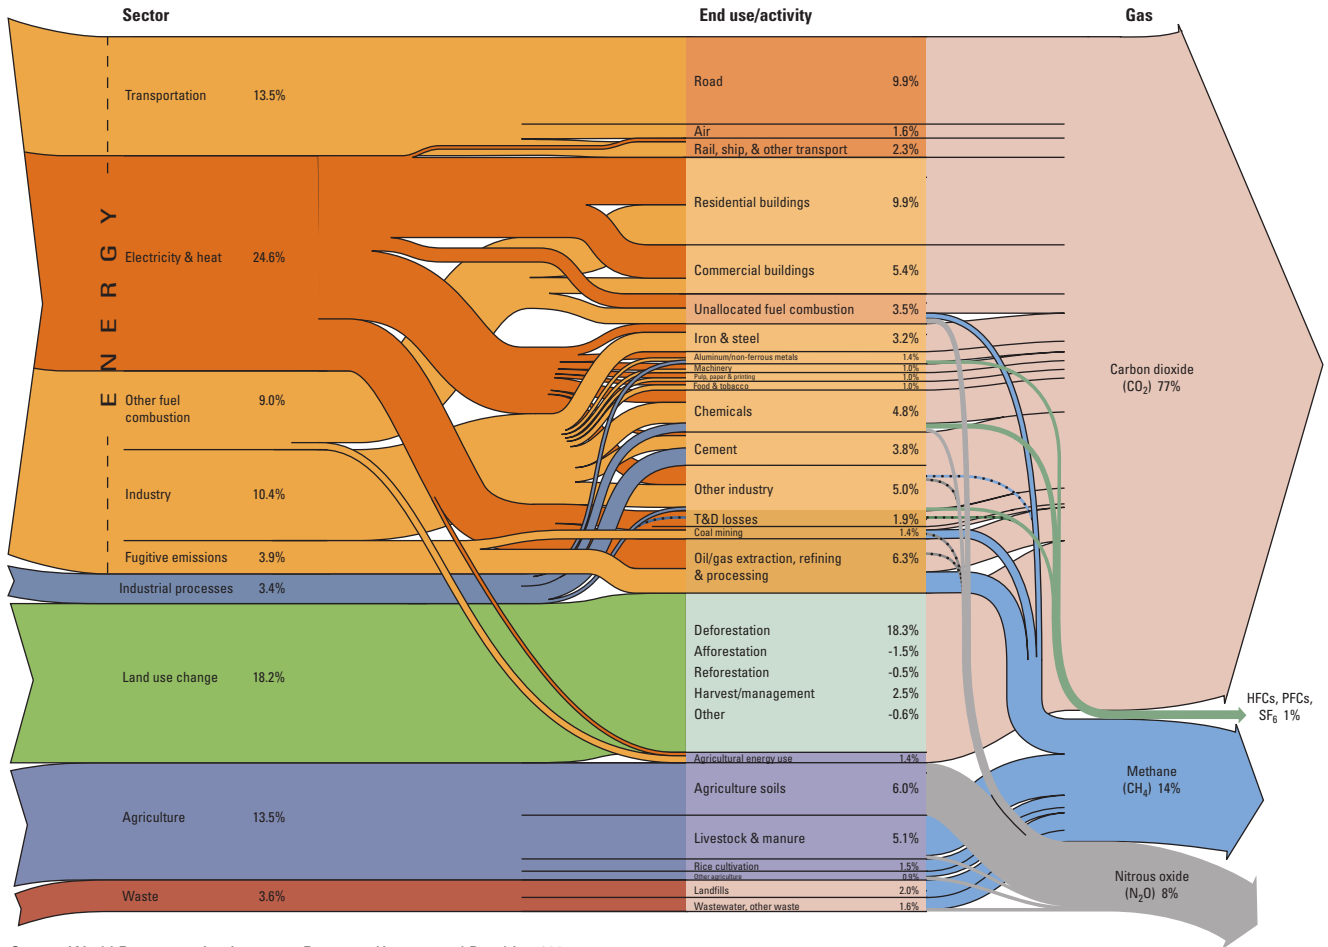 Sector
End use/activity
Gas
ENERGY
Transportation 13.5%
Electricity & heat 24.6%
Other fuel
combustion 9.0%
Industry 10.4%
Fugitive emissions 3.9%
Industrial processes 3.4%
Land use change 18.2%
Agriculture 13.5%
Waste 3.6%
Road 9.9%
Air 1.6%
Rail, ship, & other transport 2.3%
Residential buildings 9.9%
Commercial buildings 5.4%
Unallocated fuel combustion 3.5%
Iron & steel 3.2%
Aluminum/non-ferrous metals 1.4%
Machinery 1.0%
Pulp, paper & printing 1.0%
Food & tobacco 1.0%
Chemicals 4.8%
Cement 3.8%
Other industry 5.0%
T&D losses 1.9%
Coal mining 1.4%
Oil/gas extraction, refining 6.3%
& processing
Deforestation 18.3%
Afforestation -1.5%
Reforestation -0.5%
Harvest/management 2.5%
Other -0.6%
Agricultural energy use 1.4%
Agriculture soils 6.0%
Livestock & manure 5.1%
Rice cultivation 1.5%
Other agriculture 0.9%
Landfills 2.0%
Wastewater, other waste 1.6%
Carbon dioxide
(CO₂) 77%
HFCs, PFCs,
SF₆ 1%
Methane
(CH₄) 14%
Nitrous oxide
(N₂O) 8%